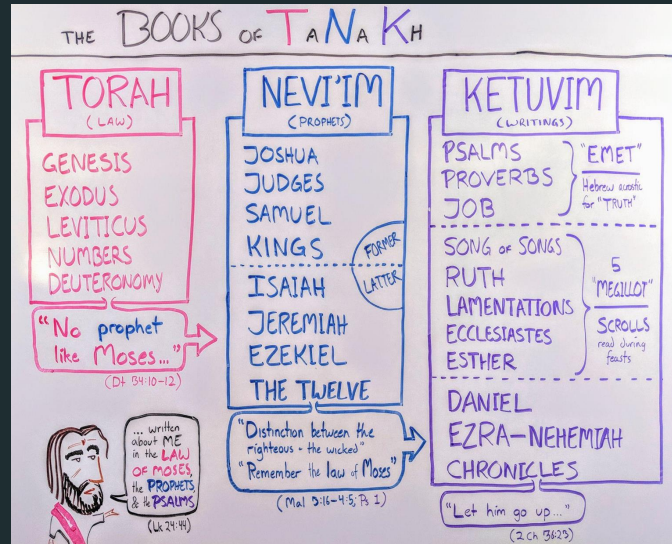 THE BOOKS OF TANAKH
TORAH
(LAW)
GENESIS
EXODUS
LEVITICUS
NUMBERS
DEUTERONOMY
"No prophet
like Moses..."
(Dt 34:10-12)
... written
about ME
in the LAW
OF MOSES,
the PROPHETS,
& the PSALMS
(Lk 24:44)
NEVI'IM
(PROPHETS)
JOSHUA
JUDGES
SAMUEL
KINGS
FORMER
LATTER
ISAIAH
JEREMIAH
EZEKIEL
THE TWELVE
"Distinction between the
righteous + the wicked"
"Remember the law of Moses"
(Mal 3:16-4:5; Ps 1)
KETUVIM
(WRITINGS)
PSALMS
PROVERBS
JOB
"EMET"
Hebrew acrostic
for "TRUTH"
SONG OF SONGS
RUTH
LAMENTATIONS
ECCLESIASTES
ESTHER
5
"MEGILLOT"
SCROLLS
read during
feasts
DANIEL
EZRA-NEHEMIAH
CHRONICLES
"Let him go up..."
(2 Ch 36:23)